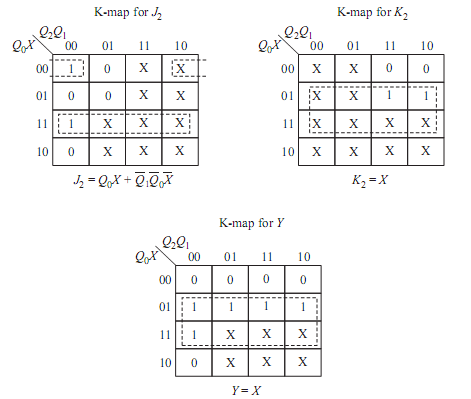 K-map for J₂
Q₂Q₁
Q₀X 00 01 11 10
00 1 0 X X
01 0 0 X X
11 1 X X X
10 0 X X X
J₂ = Q₀X + Q̅₁Q̅₀X̅
K-map for K₂
Q₂Q₁
Q₀X 00 01 11 10
00 X X 0 0
01 X X 1 1
11 X X X X
10 X X X X
K₂ = X
K-map for Y
Q₂Q₁
Q₀X 00 01 11 10
00 0 0 0 0
01 1 1 1 1
11 1 X X X
10 0 X X X
Y = X